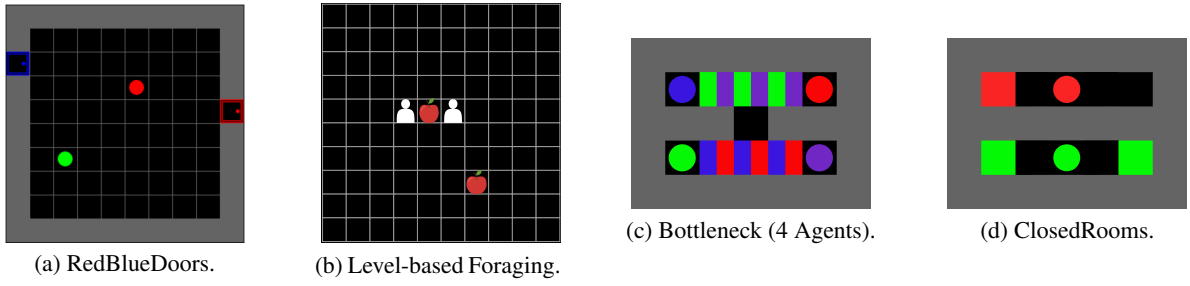 (a) RedBlueDoors.
(b) Level-based Foraging.
(c) Bottleneck (4 Agents).
(d) ClosedRooms.